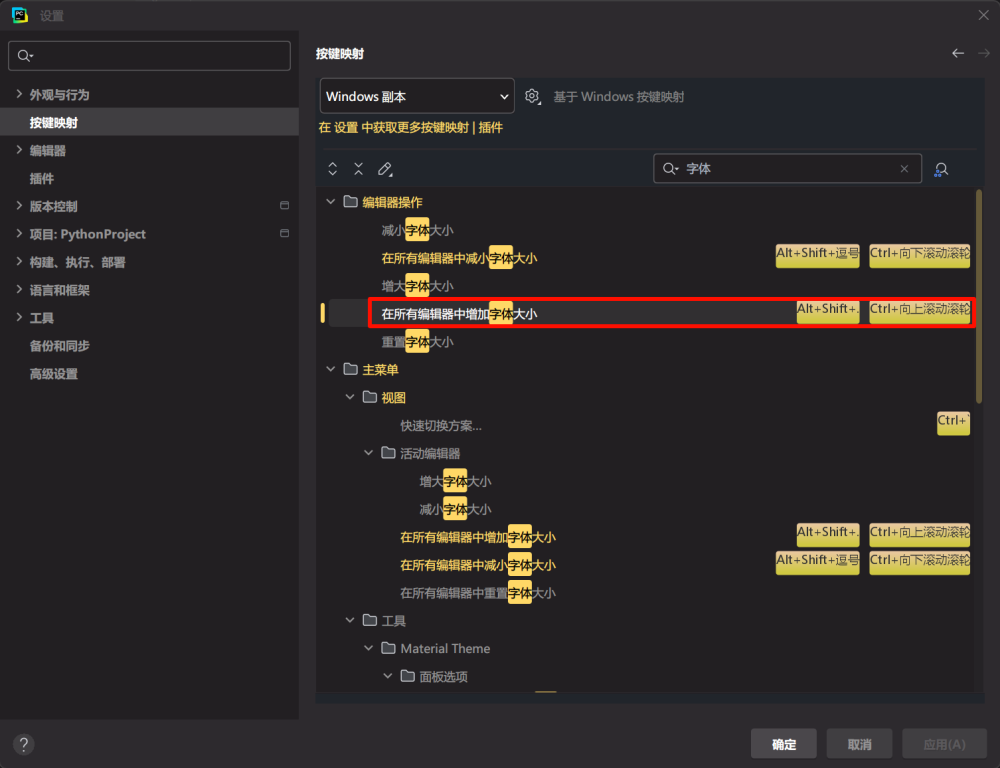 PC
设置
外观与行为
按键映射
编辑器
插件
版本控制
项目: PythonProject
构建、执行、部署
语言和框架
工具
备份和同步
高级设置
按键映射
Windows 副本
基于 Windows 按键映射
在 设置 中获取更多按键映射 | 插件
字体
编辑器操作
减小字体大小
在所有编辑器中减小字体大小 Alt+Shift+逗号 Ctrl+向下滚动滚轮
增大字体大小
在所有编辑器中增加字体大小 Alt+Shift+. Ctrl+向上滚动滚轮
重置字体大小
主菜单
视图
快速切换方案... Ctrl+`
活动编辑器
增大字体大小
减小字体大小
在所有编辑器中增加字体大小 Alt+Shift+. Ctrl+向上滚动滚轮
在所有编辑器中减小字体大小 Alt+Shift+逗号 Ctrl+向下滚动滚轮
在所有编辑器中重置字体大小
工具
Material Theme
面板选项
?
确定
取消
应用(A)